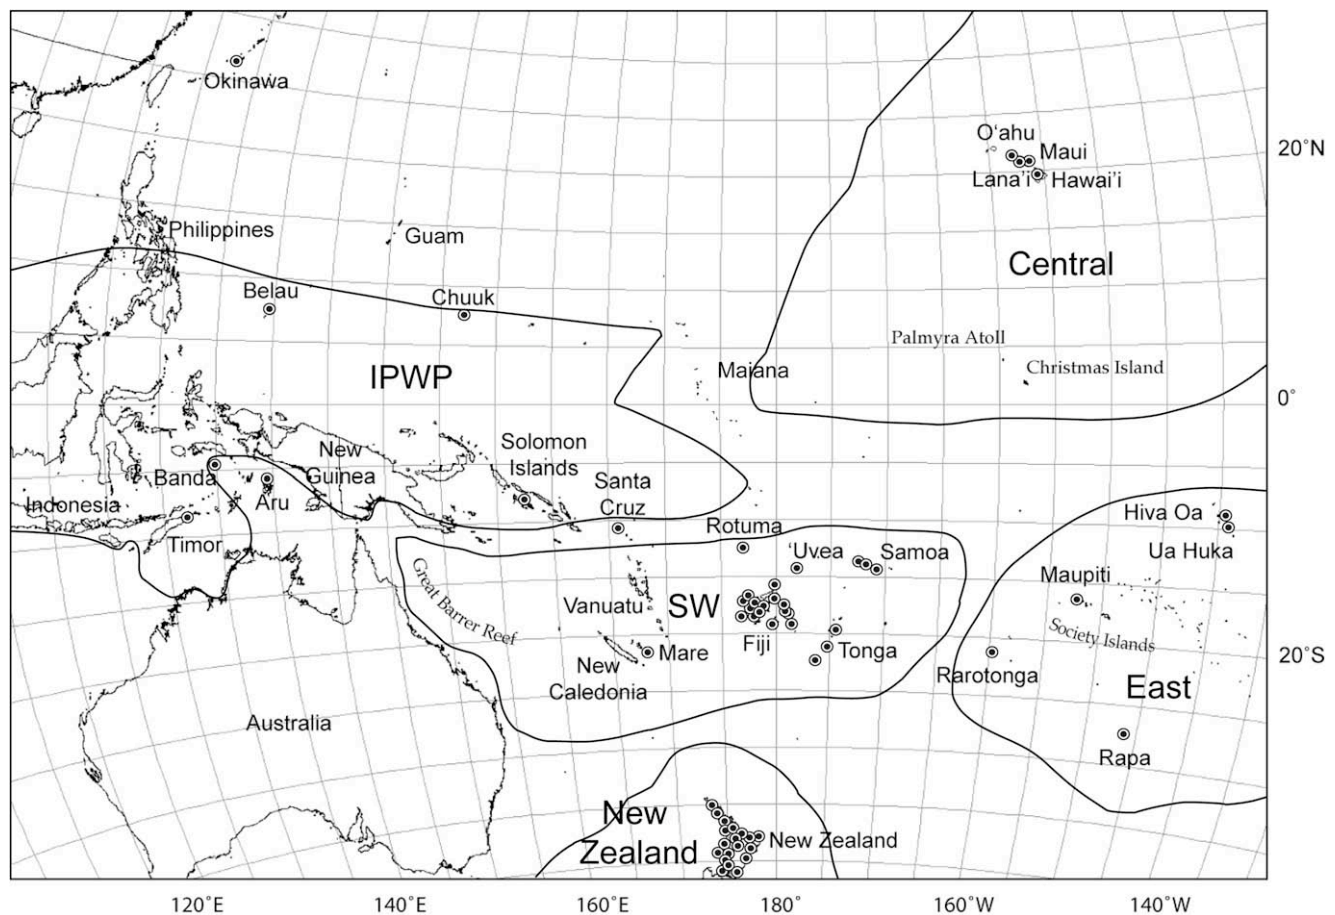 Okinawa
O‘ahu
Maui
20°N
Lana’i
Hawai’i
Philippines
Guam
Central
Belau
Chuuk
Palmyra Atoll
Christmas Island
IPWP
Maiana
0°
Solomon
Islands
New
Guinea
Banda
Santa
Cruz
Indonesia
Aru
Hiva Oa
Rotuma
Timor
‘Uvea
Samoa
Ua Huka
Maupiti
Great Barrer Reef
Vanuatu
SW
Society Islands
Fiji
Mare
Tonga
20°S
New
Caledonia
Rarotonga
East
Australia
Rapa
New
Zealand
New Zealand
120°E
140°E
160°E
180°
160°W
140°W